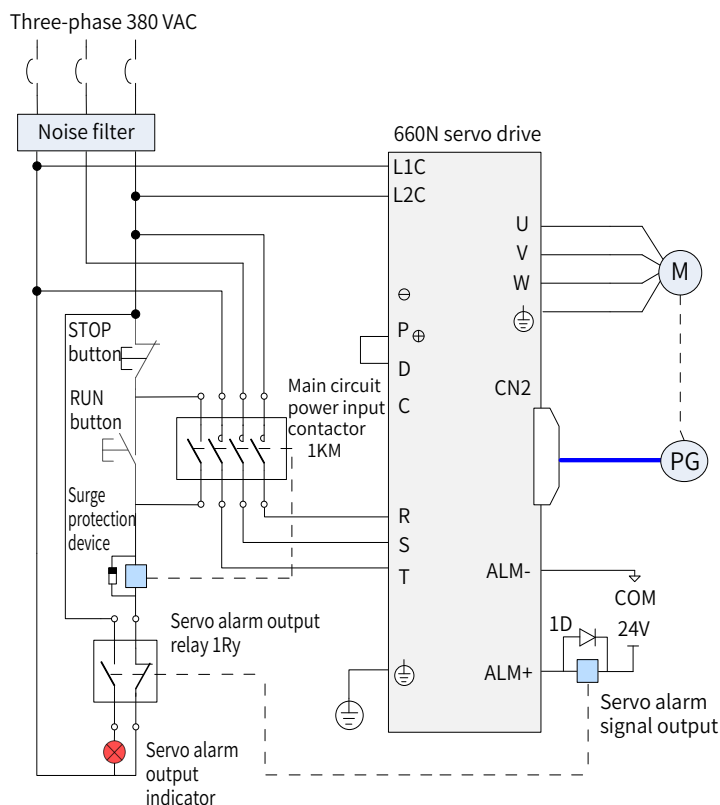 Three-phase 380 VAC
Noise filter
660N servo drive
L1C
L2C
U
V
W
M
⊖
P⊕
D
C
CN2
STOP
button
RUN
button
Main circuit
power input
contactor
1KM
PG
Surge
protection
device
R
S
T
ALM-
COM
1D
24V
Servo alarm output
relay 1Ry
ALM+
Servo alarm
signal output
Servo alarm
output
indicator